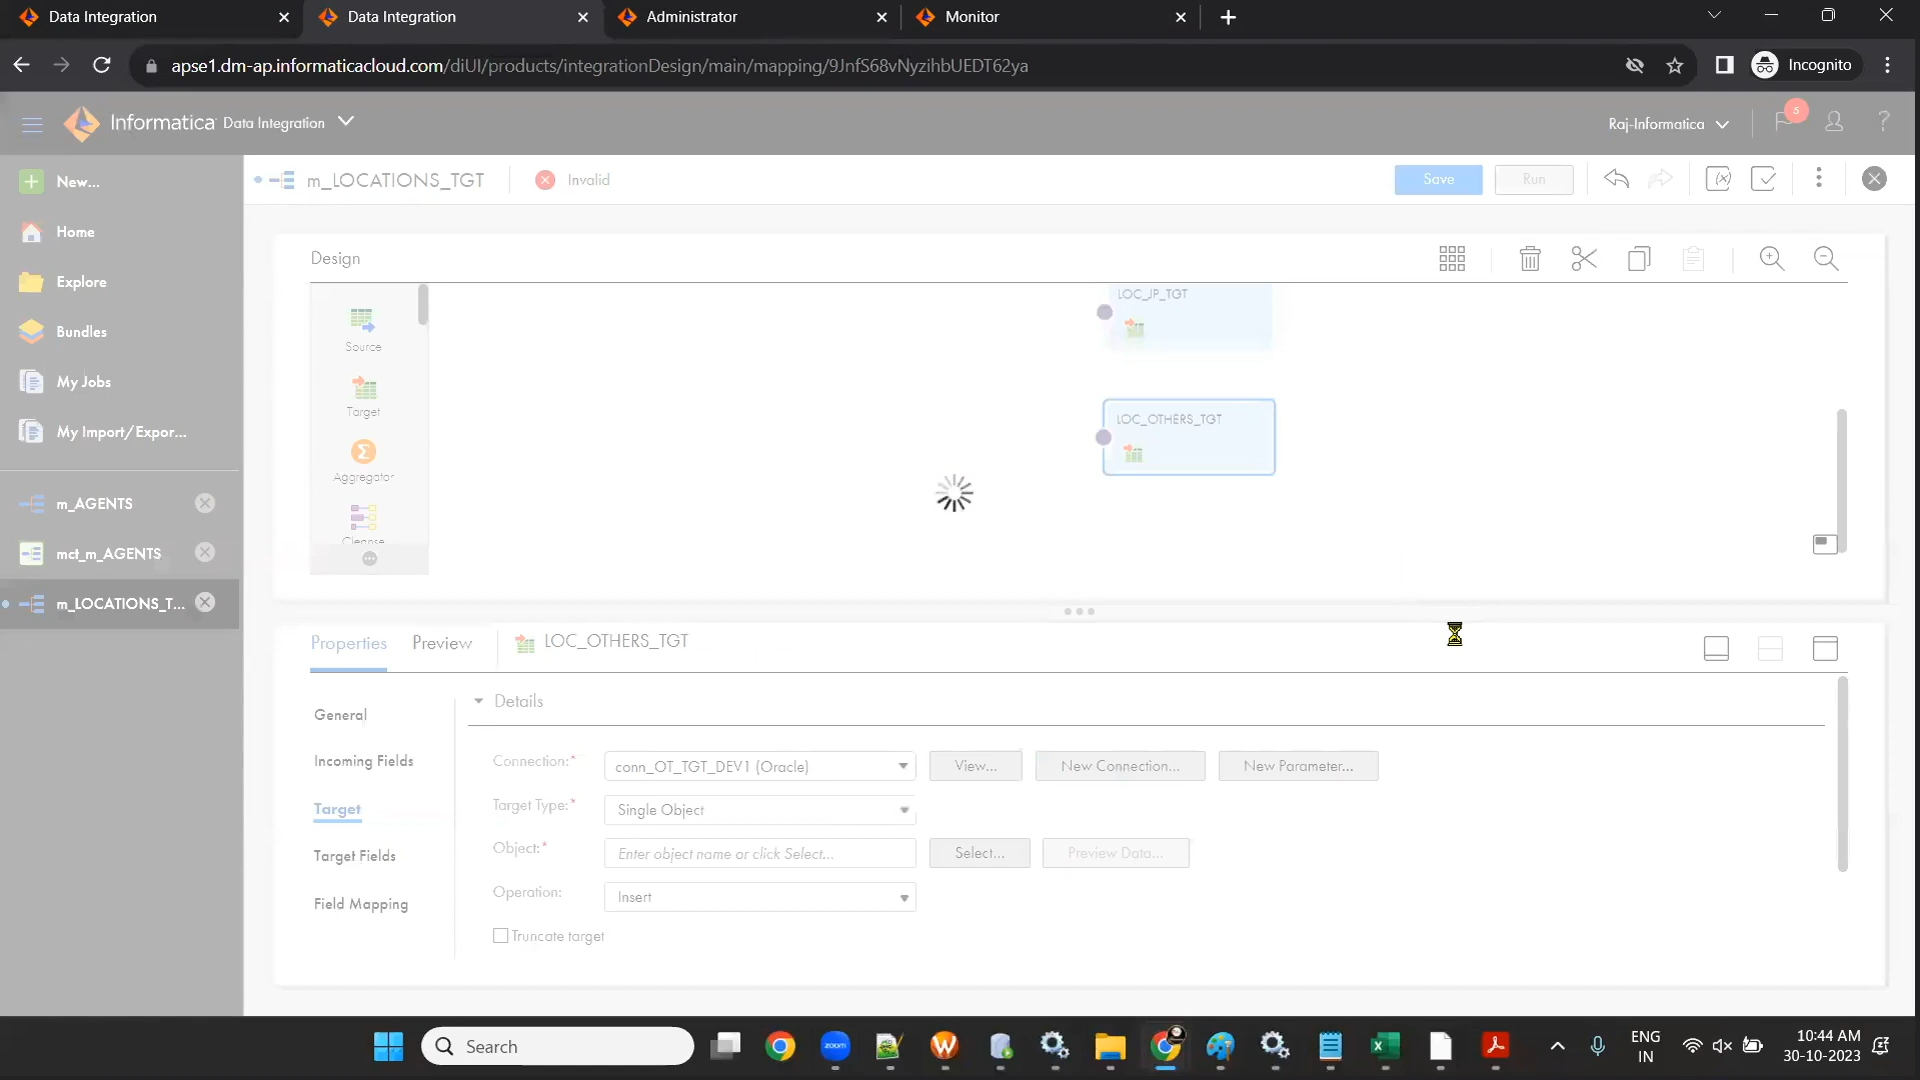 Data Integration
Data Integration
Administrator
Monitor
apse1.dm-ap.informaticacloud.com/diUI/products/integrationDesign/main/mapping/9JnfS68vNyzihbUEDT62ya
Incognito
Informatica Data Integration
Raj-Informatica
5
?
New...
Home
Explore
Bundles
My Jobs
My Import/Expor...
m_AGENTS
mct_m_AGENTS
m_LOCATIONS_T...
m_LOCATIONS_TGT
Invalid
Save
Run
Design
Source
Target
Aggregator
Cleanse
LOC_JP_TGT
LOC_OTHERS_TGT
Properties
Preview
LOC_OTHERS_TGT
General
Incoming Fields
Target
Target Fields
Field Mapping
Details
Connection:* conn_OT_TGT_DEV1 (Oracle) View... New Connection... New Parameter...
Target Type:* Single Object
Object:* Enter object name or click Select... Select... Preview Data...
Operation: Insert
Truncate target
Search
zoom
ENG
IN
10:44 AM
30-10-2023